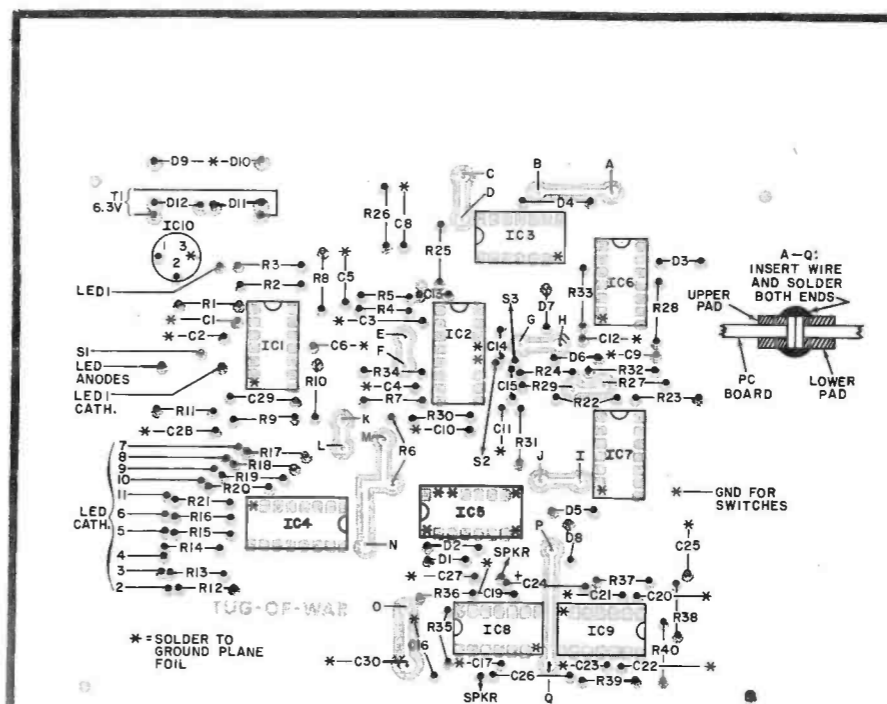 D9 * D10
T1
6.3V
D12 D11
IC10
1 3 *
2
LED1
R3
R2
R1
* C1
* C2
S1
LED
ANODES
LED1
CATH.
R11
* C28
IC1
*
R8
C5
*
R26
C8
*
C6 *
R10
C29
R9
R5
R4
* C3
E
F
R34
* C4
R7
K
L
M
R6
N
C
D
R25
C13
IC2
*
R30
* C10
IC3
*
B A
D4
S3
C14
*
*
C15
C11
*
S2
G
D7
H
D6
R24
R29
R22
R31
J I
R33
IC6
D3
R28
C12 *
* C9
R32
R27
R23
IC7
*
A-Q:
INSERT WIRE
AND SOLDER
BOTH ENDS
UPPER
PAD
PC
BOARD
LOWER
PAD
* GND FOR
SWITCHES
LED
CATH.
7
8
9
10
11
6
5
4
3
2
R17
R18
R19
R20
R21
R16
R15
R14
R13
R12
* IC4
* * *
IC5
* *
D2
D1
* C27
SPKR
*
+
C24
C19
R36
R35
P
D5
D8
C25
*
R37
* C21
C20 *
R38
R40
*
IC8
*
IC9
*
TUG-OF-WAR
O
*
C16
* C30 *
*
* C17
SPKR
C26
Q
* C23
C22 *
R39
* = SOLDER TO
GROUND PLANE
FOIL